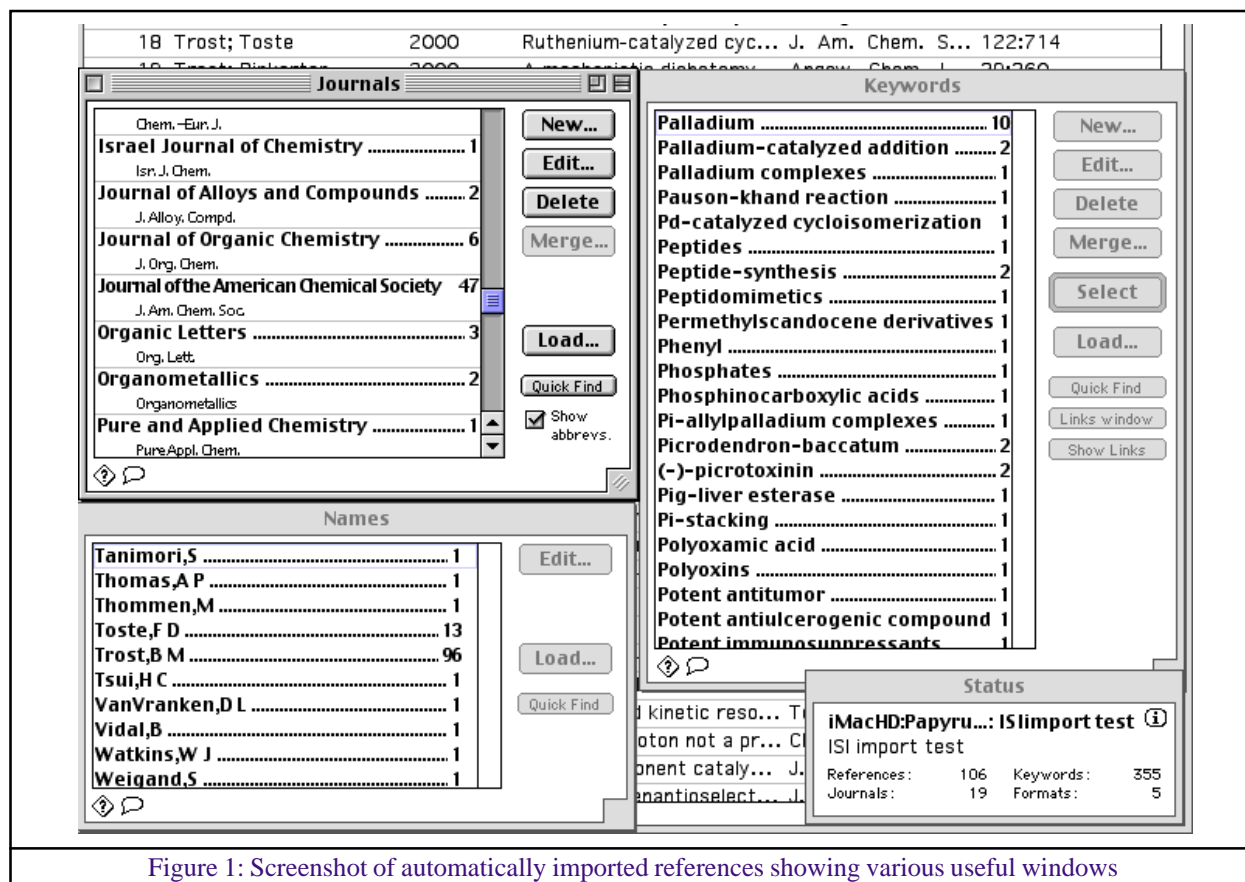 18 Trost; Toste 2000 Ruthenium-catalyzed cyc... J. Am. Chem. S... 122:714
Journals
Chem.-Eur. J.
Israel Journal of Chemistry 1
Isr. J. Chem.
Journal of Alloys and Compounds 2
J. Alloy. Compd.
Journal of Organic Chemistry 6
J. Org. Chem.
Journal of the American Chemical Society 47
J. Am. Chem. Soc.
Organic Letters 3
Org. Lett.
Organometallics 2
Organometallics
Pure and Applied Chemistry 1
Pure Appl. Chem.
New...
Edit...
Delete
Merge...
Load...
Quick Find
Show
abbrevs.
Keywords
Palladium 10
Palladium-catalyzed addition 2
Palladium complexes 1
Pauson-khand reaction 1
Pd-catalyzed cycloisomerization 1
Peptides 1
Peptide-synthesis 2
Peptidomimetics 1
Permethylscandocene derivatives 1
Phenyl 1
Phosphates 1
Phosphinocarboxylic acids 1
Pi-allylpalladium complexes 1
Picrodendron-baccatum 2
(-)-picrotoxinin 2
Pig-liver esterase 1
Pi-stacking 1
Polyoxamic acid 1
Polyoxins 1
Potent antitumor 1
Potent antiulcerogenic compound 1
Potent immunosuppressants 1
New...
Edit...
Delete
Merge...
Select
Load...
Quick Find
Links window
Show Links
Names
Tanimori,S 1
Thomas,A P 1
Thommen,M 1
Toste,F D 13
Trost,B M 96
Tsui,H C 1
VanVranken,D L 1
Vidal,B 1
Watkins,W J 1
Weigand,S 1
Edit...
Load...
Quick Find
kinetic reso...
oton not a pr...
onent cataly... J.
enantioselect... J.
Status
iMacHD:Papyru...: ISIimport test
ISI import test
References: 106 Keywords: 355
Journals: 19 Formats: 5
Figure 1: Screenshot of automatically imported references showing various useful windows